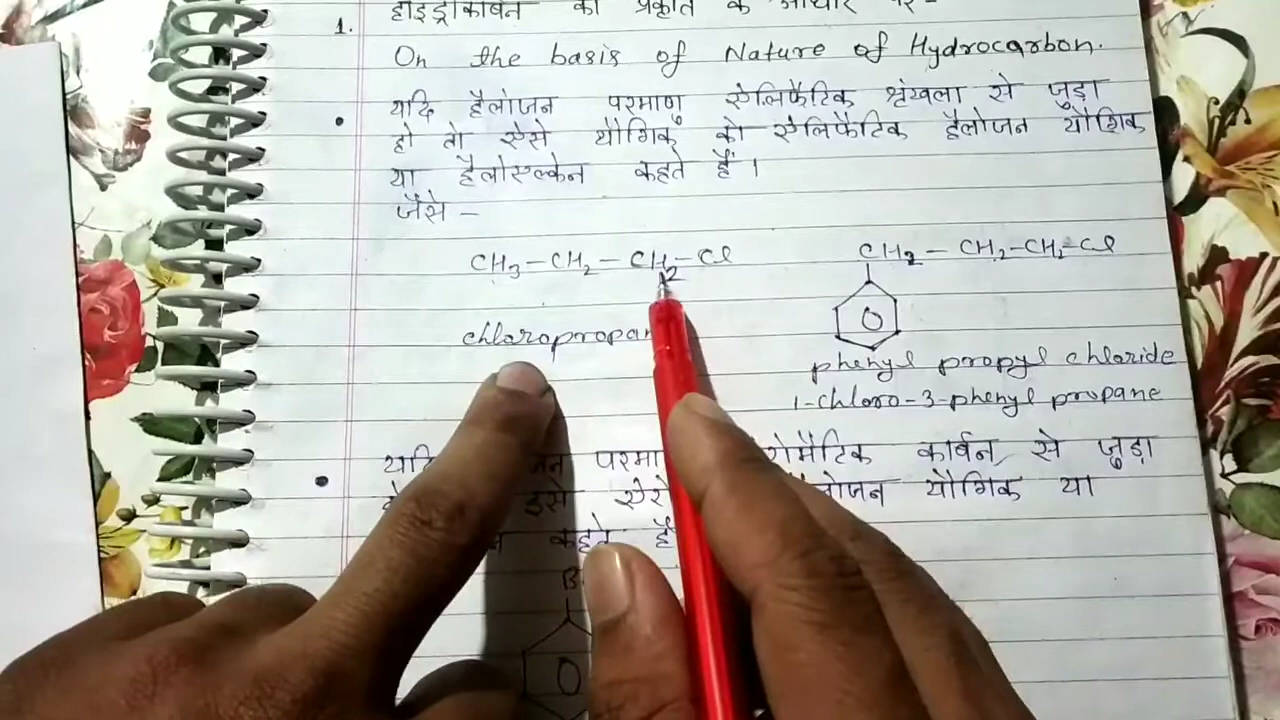 1. हाइड्रोकार्बन की प्रकृति के आधार पर-
On the basis of Nature of Hydrocarbon.
यदि हैलोजन परमाणु ऐलिफैटिक श्रृंखला से जुड़ा
हो तो ऐसे यौगिक को ऐलिफैटिक हैलोजन यौगिक
या हैलोएल्केन कहते हैं ।
जैसे -
CH3-CH2-CH2-Cl CH2-CH2-CH2-Cl
chloropropan
phenyl propyl chloride
1-chloro-3-phenyl propane
यदि कार्बन से जुड़ा
यौगिक या
कहते